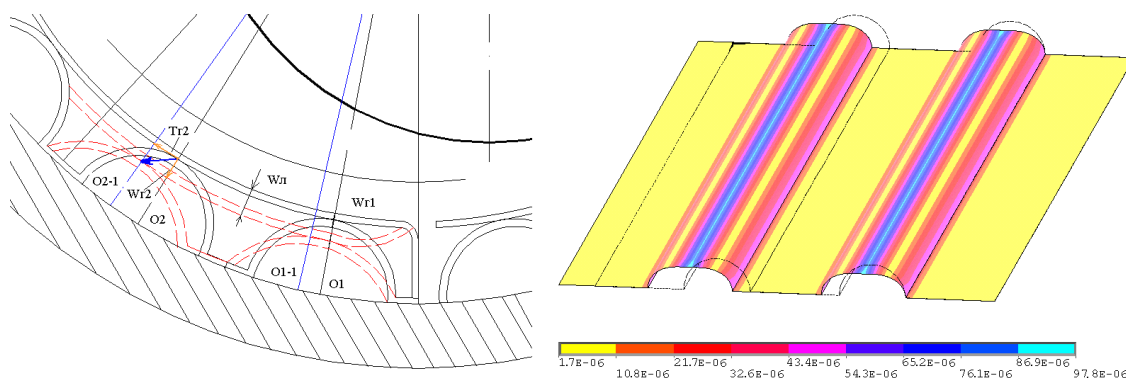 Tr2
Wл
O2-1
Wr2
Wr1
O2
O1-1
O1
1.7E-06 21.7E-06 43.4E-06 65.2E-06 86.9E-06
10.8E-06 32.6E-06 54.3E-06 76.1E-06 97.8E-06